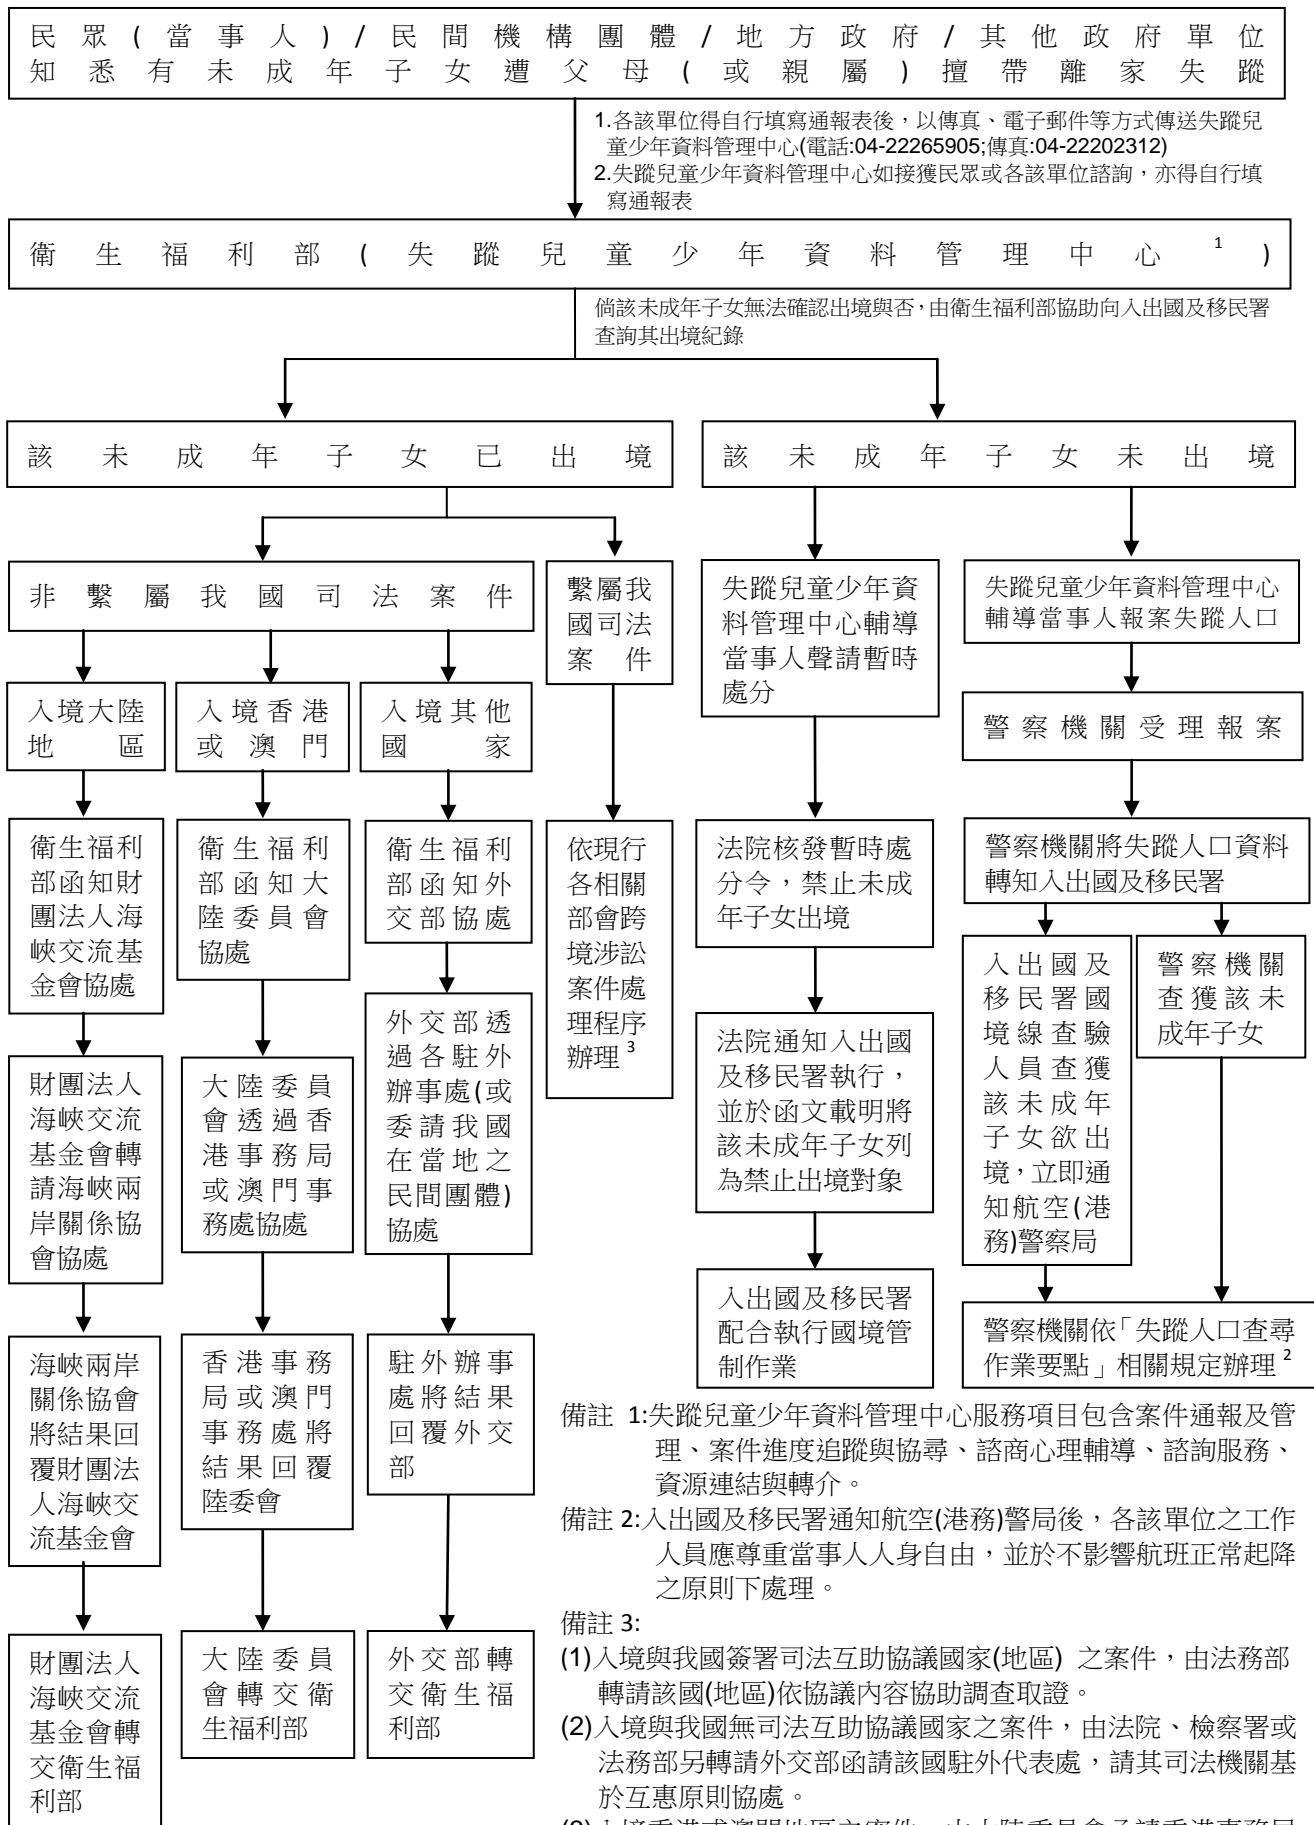 民眾(當事人)/民間機構團體/地方政府/其他政府單位
知悉有未成年子女遭父母(或親屬)擅帶離家失蹤
1.各該單位得自行填寫通報表後，以傳真、電子郵件等方式傳送失蹤兒
童少年資料管理中心(電話:04-22265905;傳真:04-22202312)
2.失蹤兒童少年資料管理中心如接獲民眾或各該單位諮詢，亦得自行填
寫通報表
衛生福利部(失蹤兒童少年資料管理中心1)
倘該未成年子女無法確認出境與否，由衛生福利部協助向入出國及移民署
查詢其出境紀錄
該未成年子女已出境
該未成年子女未出境
非繫屬我國司法案件
繫屬我
國司法
案件
失蹤兒童少年資
料管理中心輔導
當事人聲請暫時
處分
失蹤兒童少年資料管理中心
輔導當事人報案失蹤人口
入境大陸
地區
入境香港
或澳門
入境其他
國家
警察機關受理報案
衛生福利
部函知財
團法人海
峽交流基
金會協處
衛生福利
部函知大
陸委員會
協處
衛生福利
部函知外
交部協處
依現行
各相關
部會跨
境涉訟
案件處
理程序
辦理3
法院核發暫時處
分令，禁止未成
年子女出境
警察機關將失蹤人口資料
轉知入出國及移民署
財團法人
海峽交流
基金會轉
請海峽兩
岸關係協
會協處
大陸委員
會透過香
港事務局
或澳門事
務處協處
外交部透
過各駐外
辦事處(或
委請我國
在當地之
民間團體)
協處
法院通知入出國
及移民署執行，
並於函文載明將
該未成年子女列
為禁止出境對象
入出國及
移民署國
境線查驗
人員查獲
該未成年
子女欲出
境，立即通
知航空(港
務)警察局
警察機關
查獲該未
成年子女
海峽兩岸
關係協會
將結果回
覆財團法
人海峽交
流基金會
香港事務
局或澳門
事務處將
結果回覆
陸委會
駐外辦事
處將結果
回覆外交
部
入出國及移民署
配合執行國境管
制作業
警察機關依「失蹤人口查尋
作業要點」相關規定辦理2
財團法人
海峽交流
基金會轉
交衛生福
利部
大陸委員
會轉交衛
生福利部
外交部轉
交衛生福
利部
備註 1:失蹤兒童少年資料管理中心服務項目包含案件通報及管
理、案件進度追蹤與協尋、諮商心理輔導、諮詢服務、
資源連結與轉介。
備註 2:入出國及移民署通知航空(港務)警局後，各該單位之工作
人員應尊重當事人人身自由，並於不影響航班正常起降
之原則下處理。
備註 3:
(1)入境與我國簽署司法互助協議國家(地區) 之案件，由法務部
轉請該國(地區)依協議內容協助調查取證。
(2)入境與我國無司法互助協議國家之案件，由法院、檢察署或
法務部另轉請外交部函請該國駐外代表處，請其司法機關基
於互惠原則協處。